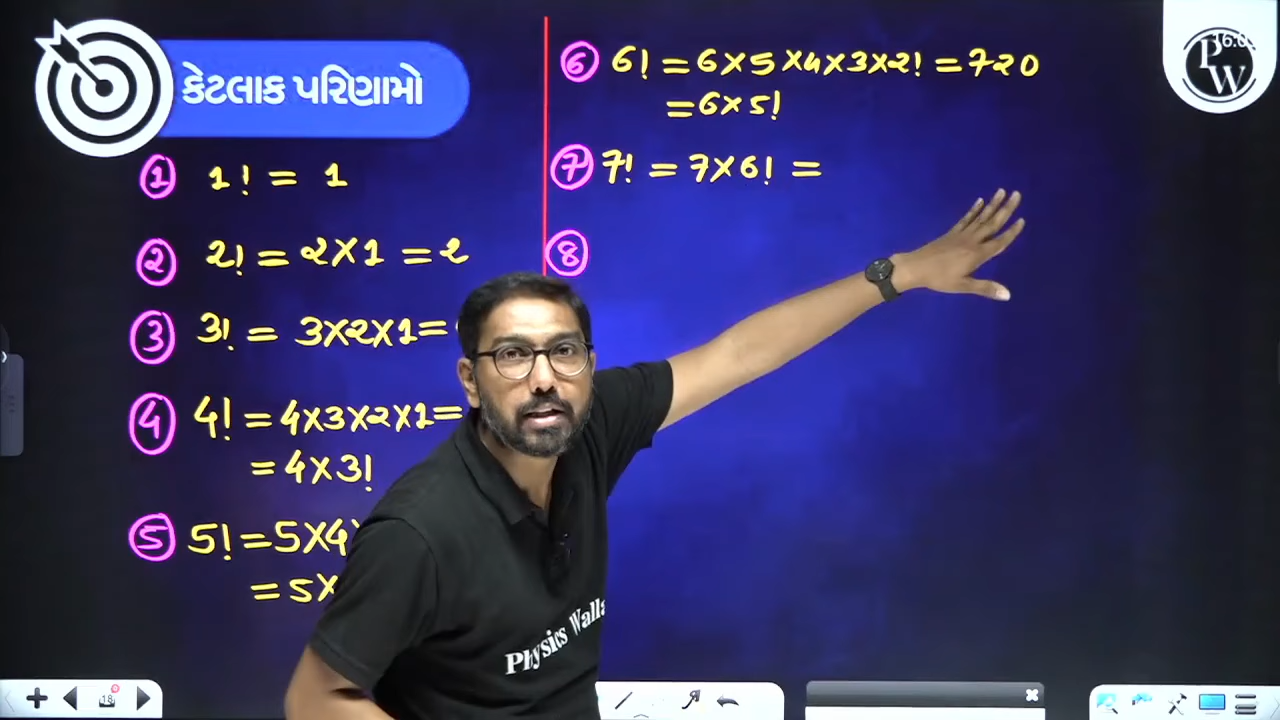 કેટલાક પરિણામો
① 1! = 1
② 2! = 2×1 = 2
③ 3! = 3×2×1=
④ 4! = 4×3×2×1=
= 4×3!
⑤ 5! = 5×4
= 5×
⑥ 6! = 6×5×4×3×2! = 720
= 6×5!
⑦ 7! = 7×6! =
⑧
PW
Physics Walla
18